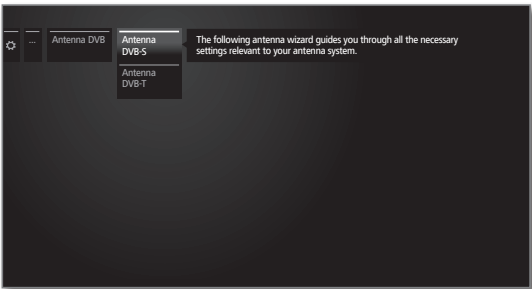 ...
Antenna DVB
Antenna
DVB-S
The following antenna wizard guides you through all the necessary
settings relevant to your antenna system.
Antenna
DVB-T